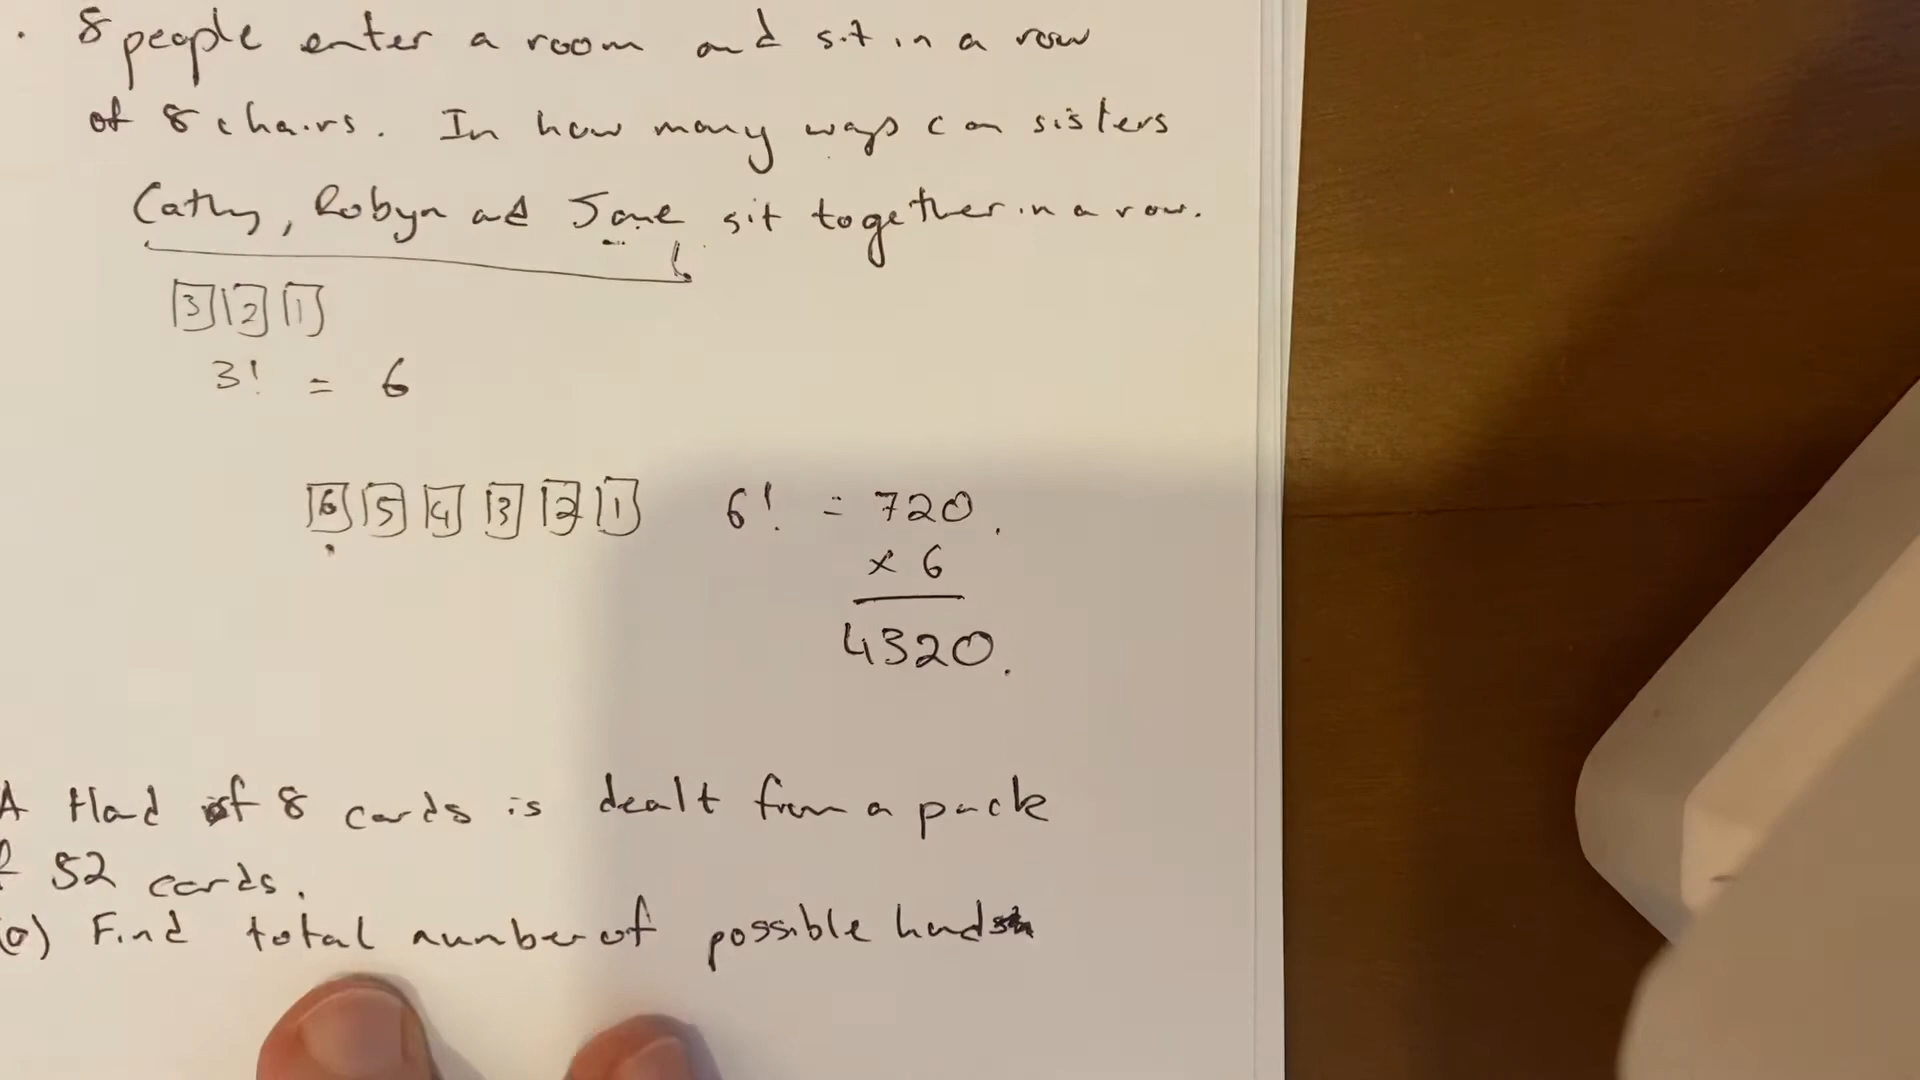 . 8 people enter a room and sit in a row
of 8 chairs. In how many ways can sisters
Cathy, Robyn and Jane sit together in a row.
3 2 1
3! = 6
6 5 4 3 2 1 6! = 720.
x 6
4320.
A Hand of 8 cards is dealt from a pack
f 52 cards.
(a) Find total number of possible hands